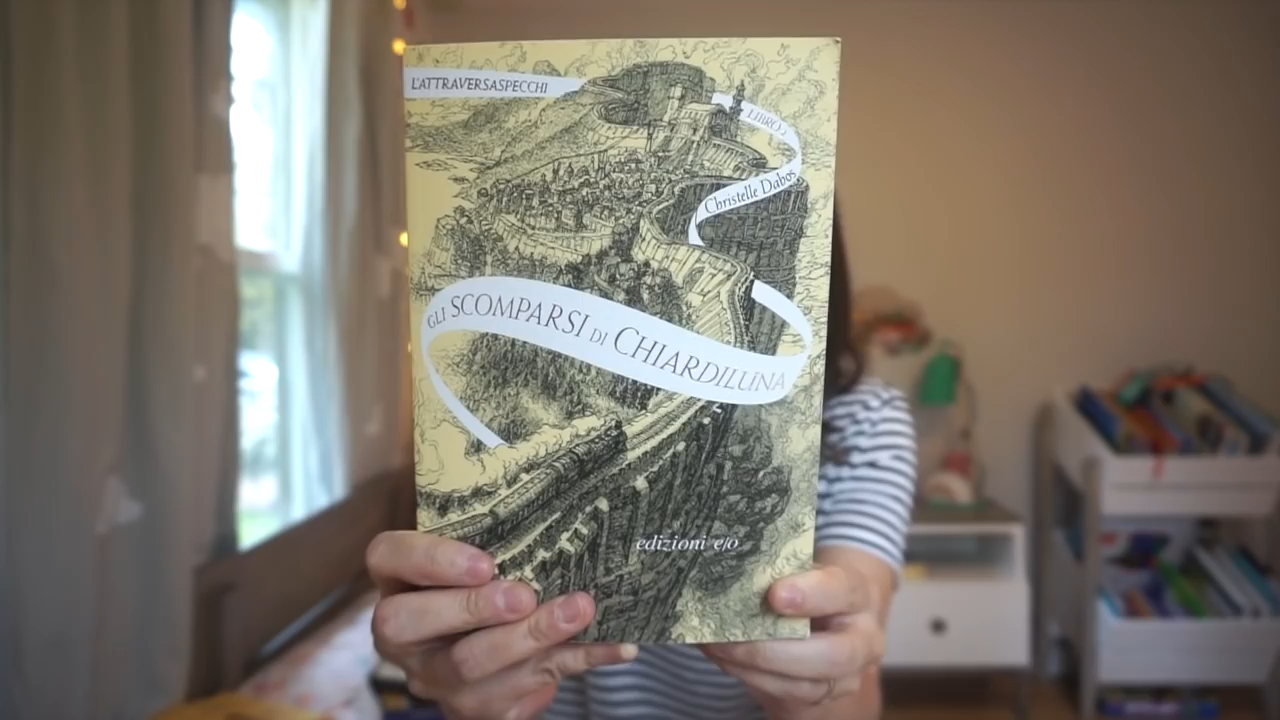 L'ATTRAVERSASPECCHI
LIBRO 2
Christelle Dabos
GLI SCOMPARSI DI CHIARDILUNA
edizioni e/o